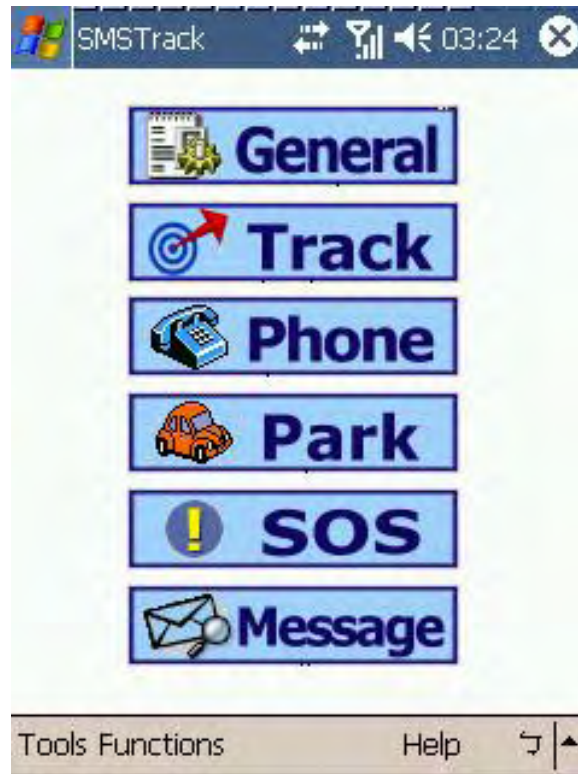 SMSTrack 03:24
General
Track
Phone
Park
SOS
Message
Tools Functions Help